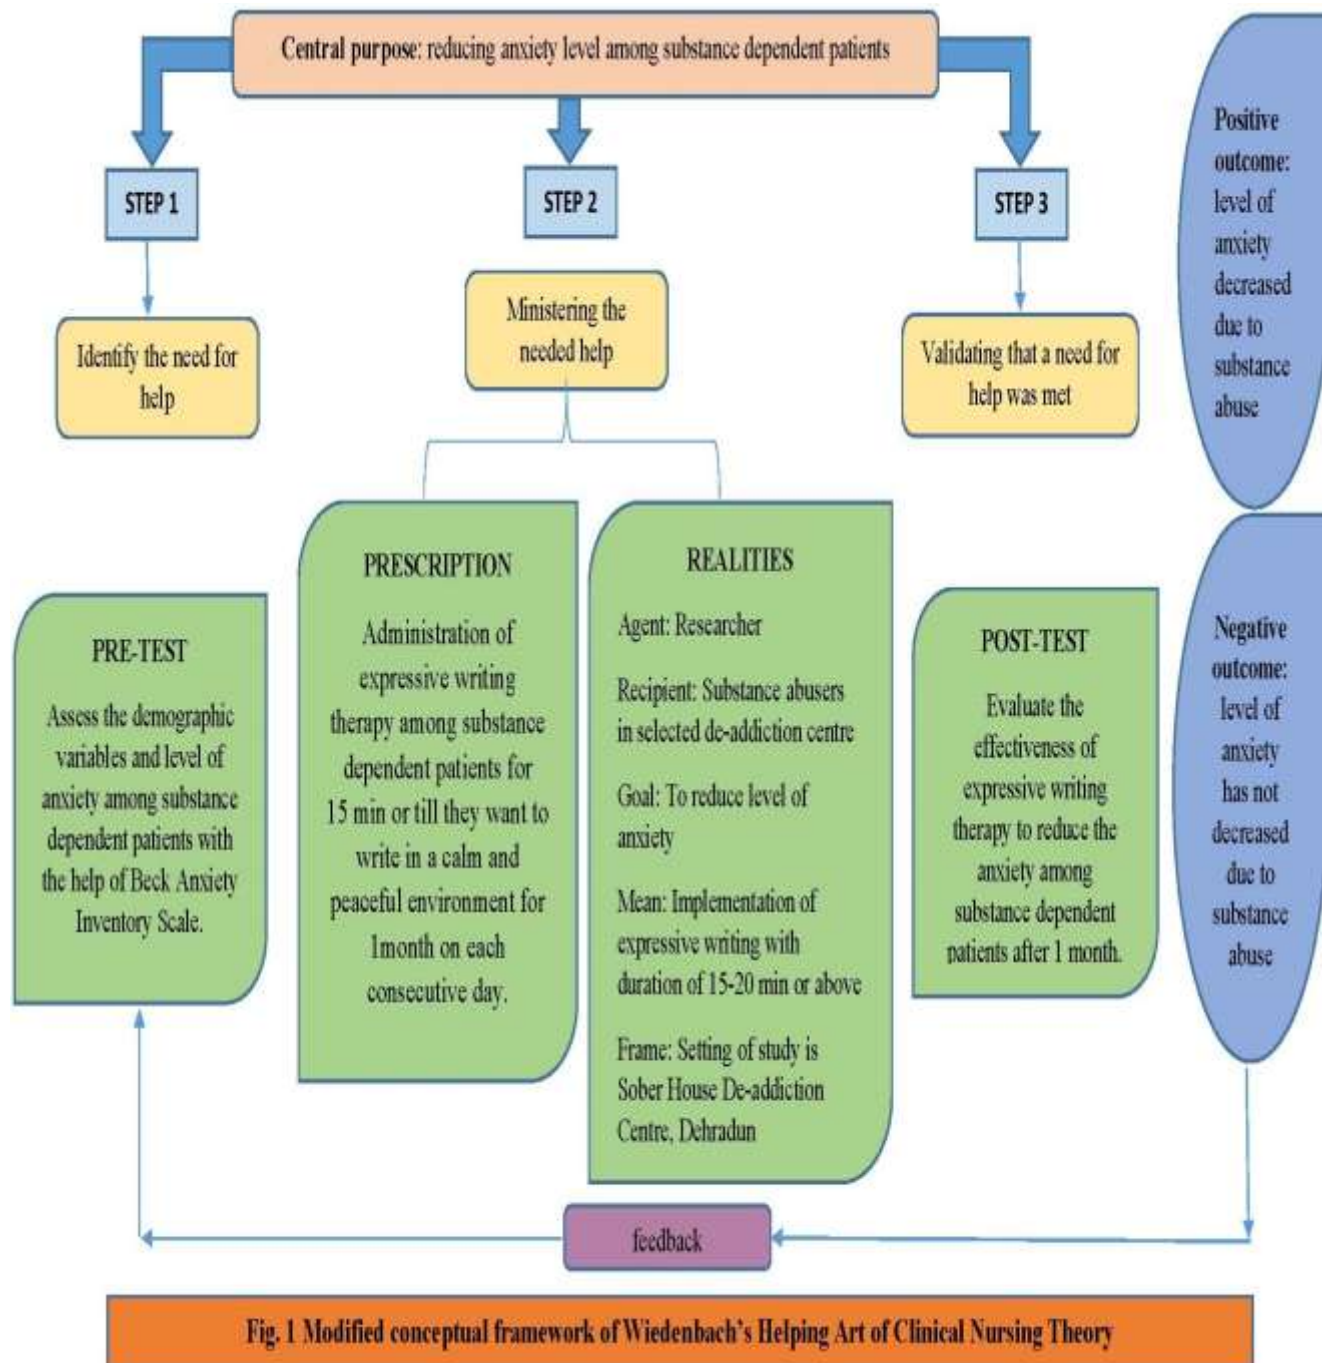 Central purpose: reducing anxiety level among substance dependent patients
STEP 1
STEP 2
STEP 3
Identify the need for
help
Ministering the
needed help
Validating that a need for
help was met
PRE-TEST
Assess the demographic
variables and level of
anxiety among substance
dependent patients with
the help of Beck Anxiety
Inventory Scale.
PRESCRIPTION
Administration of
expressive writing
therapy among substance
dependent patients for
15 min or till they want to
write in a calm and
peaceful environment for
1month on each
consecutive day.
REALITIES
Agent: Researcher
Recipient: Substance abusers
in selected de-addiction centre
Goal: To reduce level of
anxiety
Mean: Implementation of
expressive writing with
duration of 15-20 min or above
Frame: Setting of study is
Sober House De-addiction
Centre, Dehradun
POST-TEST
Evaluate the
effectiveness of
expressive writing
therapy to reduce the
anxiety among
substance dependent
patients after 1 month.
Positive
outcome:
level of
anxiety
decreased
due to
substance
abuse
Negative
outcome:
level of
anxiety
has not
decreased
due to
substance
abuse
feedback
Fig. 1 Modified conceptual framework of Wiedenbach's Helping Art of Clinical Nursing Theory